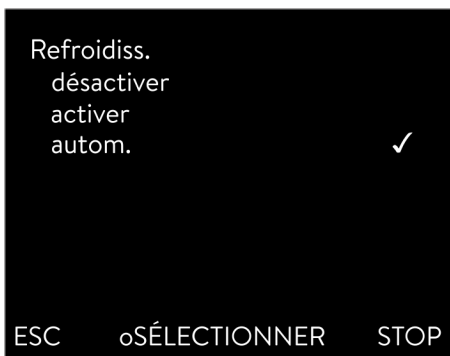 Refroidiss.
désactiver
activer
autom. ✓
ESC oSÉLECTIONNER STOP